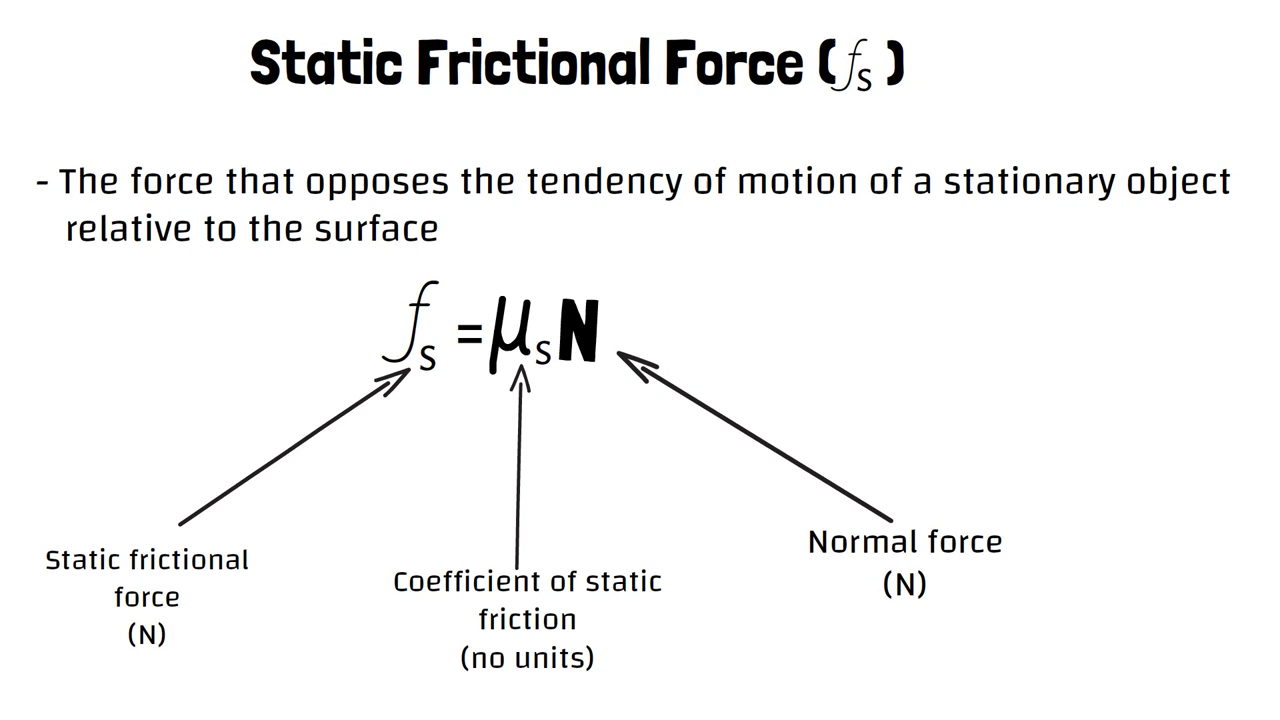 Static Frictional Force (fs)
- The force that opposes the tendency of motion of a stationary object
relative to the surface
fs = μsN
Static frictional
force
(N)
Coefficient of static
friction
(no units)
Normal force
(N)